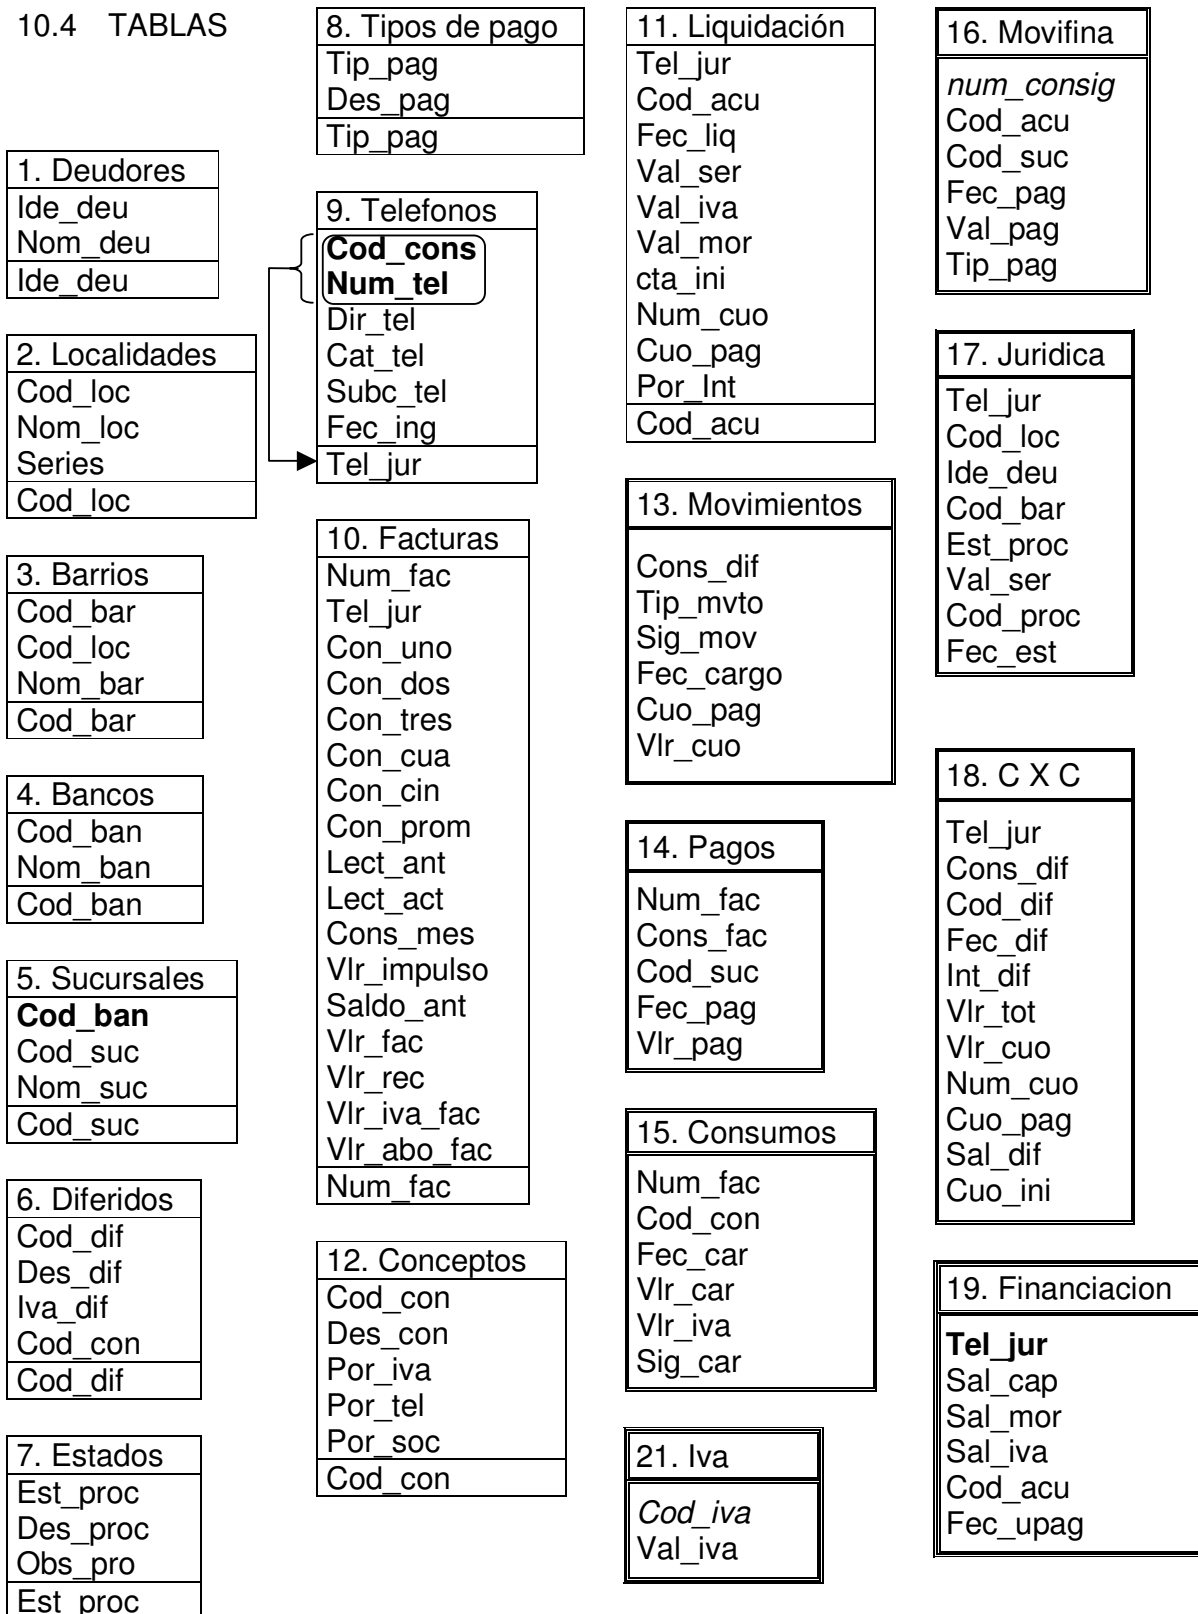 10.4 TABLAS
1. Deudores
Ide_deu
Nom_deu
Ide_deu
2. Localidades
Cod_loc
Nom_loc
Series
Cod_loc
3. Barrios
Cod_bar
Cod_loc
Nom_bar
Cod_bar
4. Bancos
Cod_ban
Nom_ban
Cod_ban
5. Sucursales
Cod_ban
Cod_suc
Nom_suc
Cod_suc
6. Diferidos
Cod_dif
Des_dif
Iva_dif
Cod_con
Cod_dif
7. Estados
Est_proc
Des_proc
Obs_pro
Est_proc
8. Tipos de pago
Tip_pag
Des_pag
Tip_pag
9. Telefonos
Cod_cons
Num_tel
Dir_tel
Cat_tel
Subc_tel
Fec_ing
Tel_jur
10. Facturas
Num_fac
Tel_jur
Con_uno
Con_dos
Con_tres
Con_cua
Con_cin
Con_prom
Lect_ant
Lect_act
Cons_mes
Vlr_impulso
Saldo_ant
Vlr_fac
Vlr_rec
Vlr_iva_fac
Vlr_abo_fac
Num_fac
12. Conceptos
Cod_con
Des_con
Por_iva
Por_tel
Por_soc
Cod_con
11. Liquidación
Tel_jur
Cod_acu
Fec_liq
Val_ser
Val_iva
Val_mor
cta_ini
Num_cuo
Cuo_pag
Por_Int
Cod_acu
13. Movimientos
Cons_dif
Tip_mvto
Sig_mov
Fec_cargo
Cuo_pag
Vlr_cuo
14. Pagos
Num_fac
Cons_fac
Cod_suc
Fec_pag
Vlr_pag
15. Consumos
Num_fac
Cod_con
Fec_car
Vlr_car
Vlr_iva
Sig_car
21. Iva
Cod_iva
Val_iva
16. Movifina
num_consig
Cod_acu
Cod_suc
Fec_pag
Val_pag
Tip_pag
17. Juridica
Tel_jur
Cod_loc
Ide_deu
Cod_bar
Est_proc
Val_ser
Cod_proc
Fec_est
18. C X C
Tel_jur
Cons_dif
Cod_dif
Fec_dif
Int_dif
Vlr_tot
Vlr_cuo
Num_cuo
Cuo_pag
Sal_dif
Cuo_ini
19. Financiacion
Tel_jur
Sal_cap
Sal_mor
Sal_iva
Cod_acu
Fec_upag